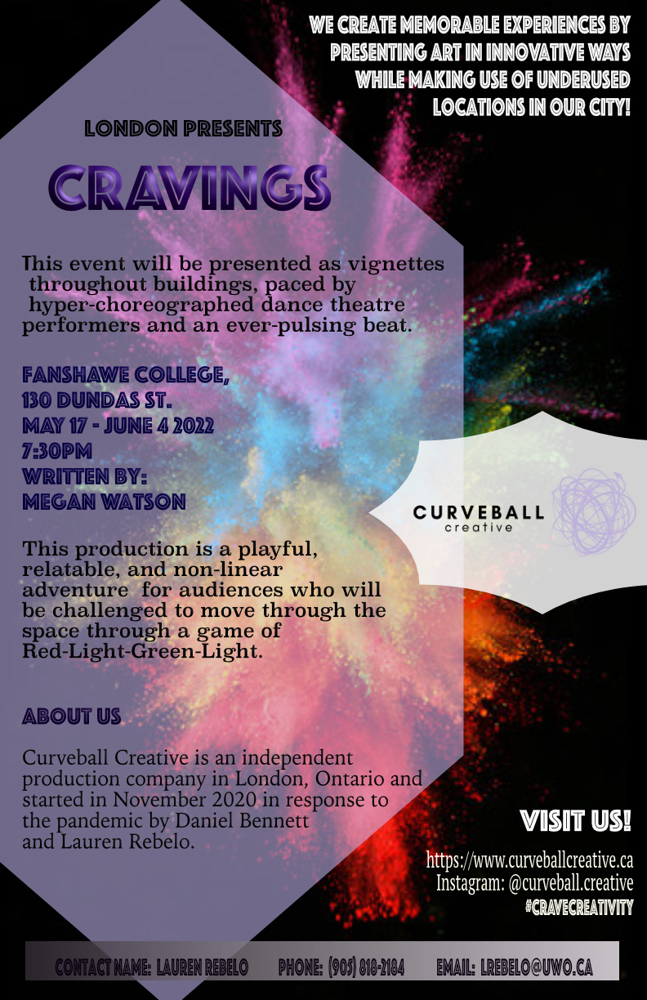 WE CREATE MEMORABLE EXPERIENCES BY
PRESENTING ART IN INNOVATIVE WAYS
WHILE MAKING USE OF UNDERUSED
LOCATIONS IN OUR CITY!
LONDON PRESENTS
CRAVINGS
This event will be presented as vignettes
throughout buildings, paced by
hyper-choreographed dance theatre
performers and an ever-pulsing beat.
FANSHAWE COLLEGE,
130 DUNDAS ST.
MAY 17 - JUNE 4 2022
7:30PM
WRITTEN BY:
MEGAN WATSON
CURVEBALL
creative
This production is a playful,
relatable, and non-linear
adventure for audiences who will
be challenged to move through the
space through a game of
Red-Light-Green-Light.
ABOUT US
Curveball Creative is an independent
production company in London, Ontario and
started in November 2020 in response to
the pandemic by Daniel Bennett
and Lauren Rebelo.
VISIT US!
https://www.curveballcreative.ca
Instagram: @curveball.creative
#CRAVECREATIVITY
CONTACT NAME: LAUREN REBELO PHONE: (905) 818-2184 EMAIL: LREBELO@UWO.CA